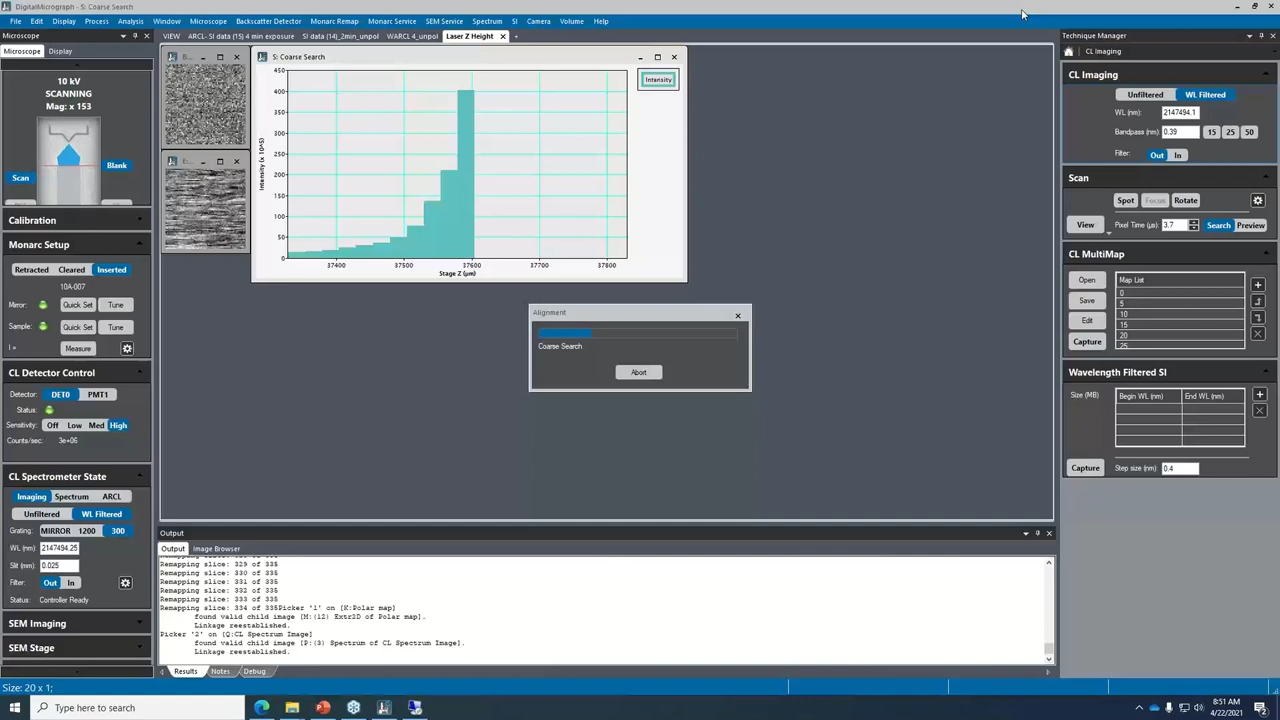 DigitalMicrograph - S: Coarse Search
File Edit Display Process Analysis Window Microscope Backscatter Detector Monarc Remap Monarc Service SEM Service Spectrum SI Camera Volume Help
Microscope
VIEW ARCL- SI data (15) 4 min exposure SI data (14)_2min_unpol WARCL 4_unpol Laser Z Height +
Technique Manager
Microscope Display
CL Imaging
10 kV
SCANNING
Mag: x 153
Blank
Scan
S: Coarse Search
Intensity
Intensity (x 10^5)
450
400
350
300
250
200
150
100
50
0
37400 37500 37600 37700 37800
Stage Z (µm)
CL Imaging
Unfiltered WL Filtered
WL (nm): 2147494.1
Bandpass (nm): 0.39 15 25 50
Filter: Out In
Scan
Spot Focus Rotate
View Pixel Time (µs): 3.7 Search Preview
CL MultiMap
Open
Save
Edit
Capture
Map List
0
5
10
15
20
25
Wavelength Filtered SI
Size (MB) Begin WL (nm) End WL (nm)
Capture Step size (nm) 0.4
Calibration
Monarc Setup
Retracted Cleared Inserted
10A-007
Mirror: Quick Set Tune
Sample: Quick Set Tune
I = Measure
CL Detector Control
Detector: DET0 PMT1
Status:
Sensitivity: Off Low Med High
Counts/sec: 3e+06
CL Spectrometer State
Imaging Spectrum ARCL
Unfiltered WL Filtered
Grating: MIRROR 1200 300
WL (nm): 2147494.25
Slit (mm): 0.025
Filter: Out In
Status: Controller Ready
SEM Imaging
SEM Stage
Alignment
Coarse Search
Abort
Output
Output Image Browser
Remapping slice: 329 of 335
Remapping slice: 330 of 335
Remapping slice: 331 of 335
Remapping slice: 332 of 335
Remapping slice: 333 of 335
Remapping slice: 334 of 335Picker '1' on [K:Polar map]
found valid child image [M:(12) Extr2D of Polar map].
Linkage reestablished.
Picker '2' on [Q:CL Spectrum Image]
found valid child image [P:(3) Spectrum of CL Spectrum Image].
Linkage reestablished.
Results Notes Debug
Size: 20 x 1;
Type here to search
8:51 AM
4/22/2021
2